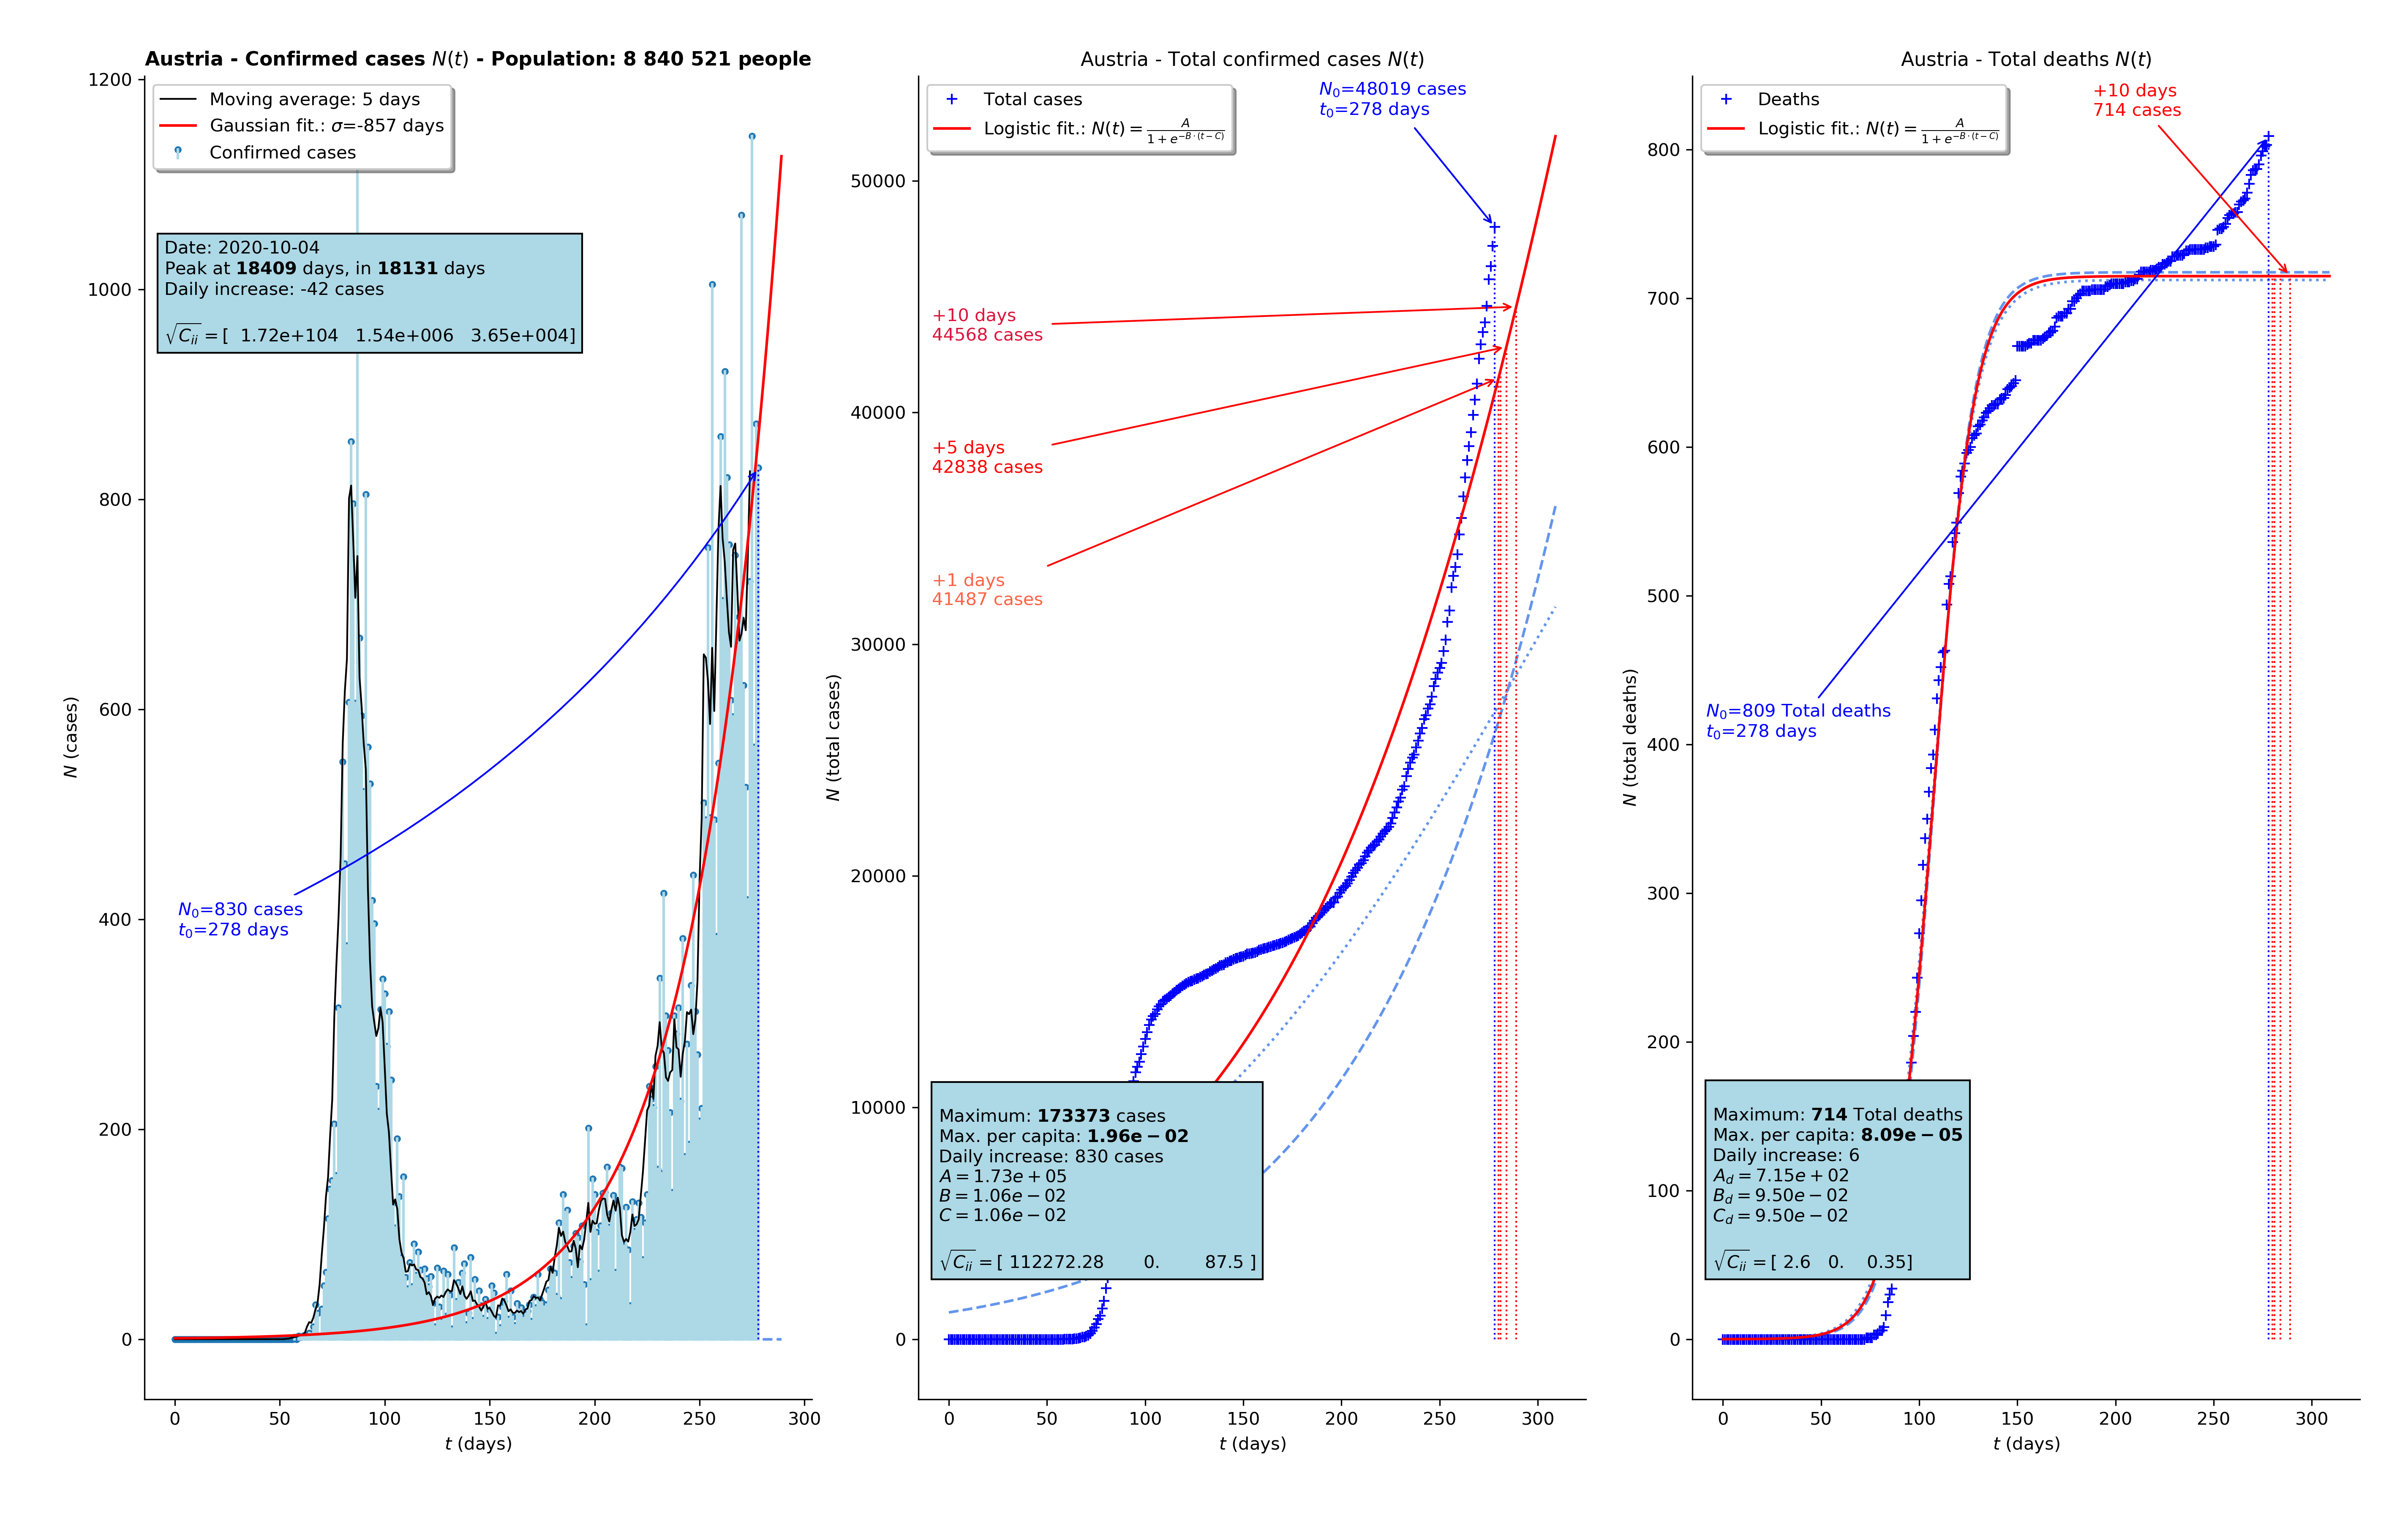 Austria - Confirmed cases N(t) - Population: 8 840 521 people
1200
1000
800
600
400
200
0
N (cases)
Moving average: 5 days
Gaussian fit.: σ=-857 days
Confirmed cases
Date: 2020-10-04
Peak at 18409 days, in 18131 days
Daily increase: -42 cases
√C_ii = [ 1.72e+104 1.54e+006 3.65e+004]
N₀=830 cases
t₀=278 days
0 50 100 150 200 250 300
t (days)
Austria - Total confirmed cases N(t)
50000
40000
30000
20000
10000
0
N (total cases)
Total cases
Logistic fit.: N(t) = A / (1 + e^(−B·(t−C)))
N₀=48019 cases
t₀=278 days
+10 days
44568 cases
+5 days
42838 cases
+1 days
41487 cases
Maximum: 173373 cases
Max. per capita: 1.96e − 02
Daily increase: 830 cases
A = 1.73e + 05
B = 1.06e − 02
C = 1.06e − 02
√C_ii = [ 112272.28 0. 87.5 ]
0 50 100 150 200 250 300
t (days)
Austria - Total deaths N(t)
800
700
600
500
400
300
200
100
0
N (total deaths)
Deaths
Logistic fit.: N(t) = A / (1 + e^(−B·(t−C)))
+10 days
714 cases
N₀=809 Total deaths
t₀=278 days
Maximum: 714 Total deaths
Max. per capita: 8.09e − 05
Daily increase: 6
A_d = 7.15e + 02
B_d = 9.50e − 02
C_d = 9.50e − 02
√C_ii = [ 2.6 0. 0.35]
0 50 100 150 200 250 300
t (days)